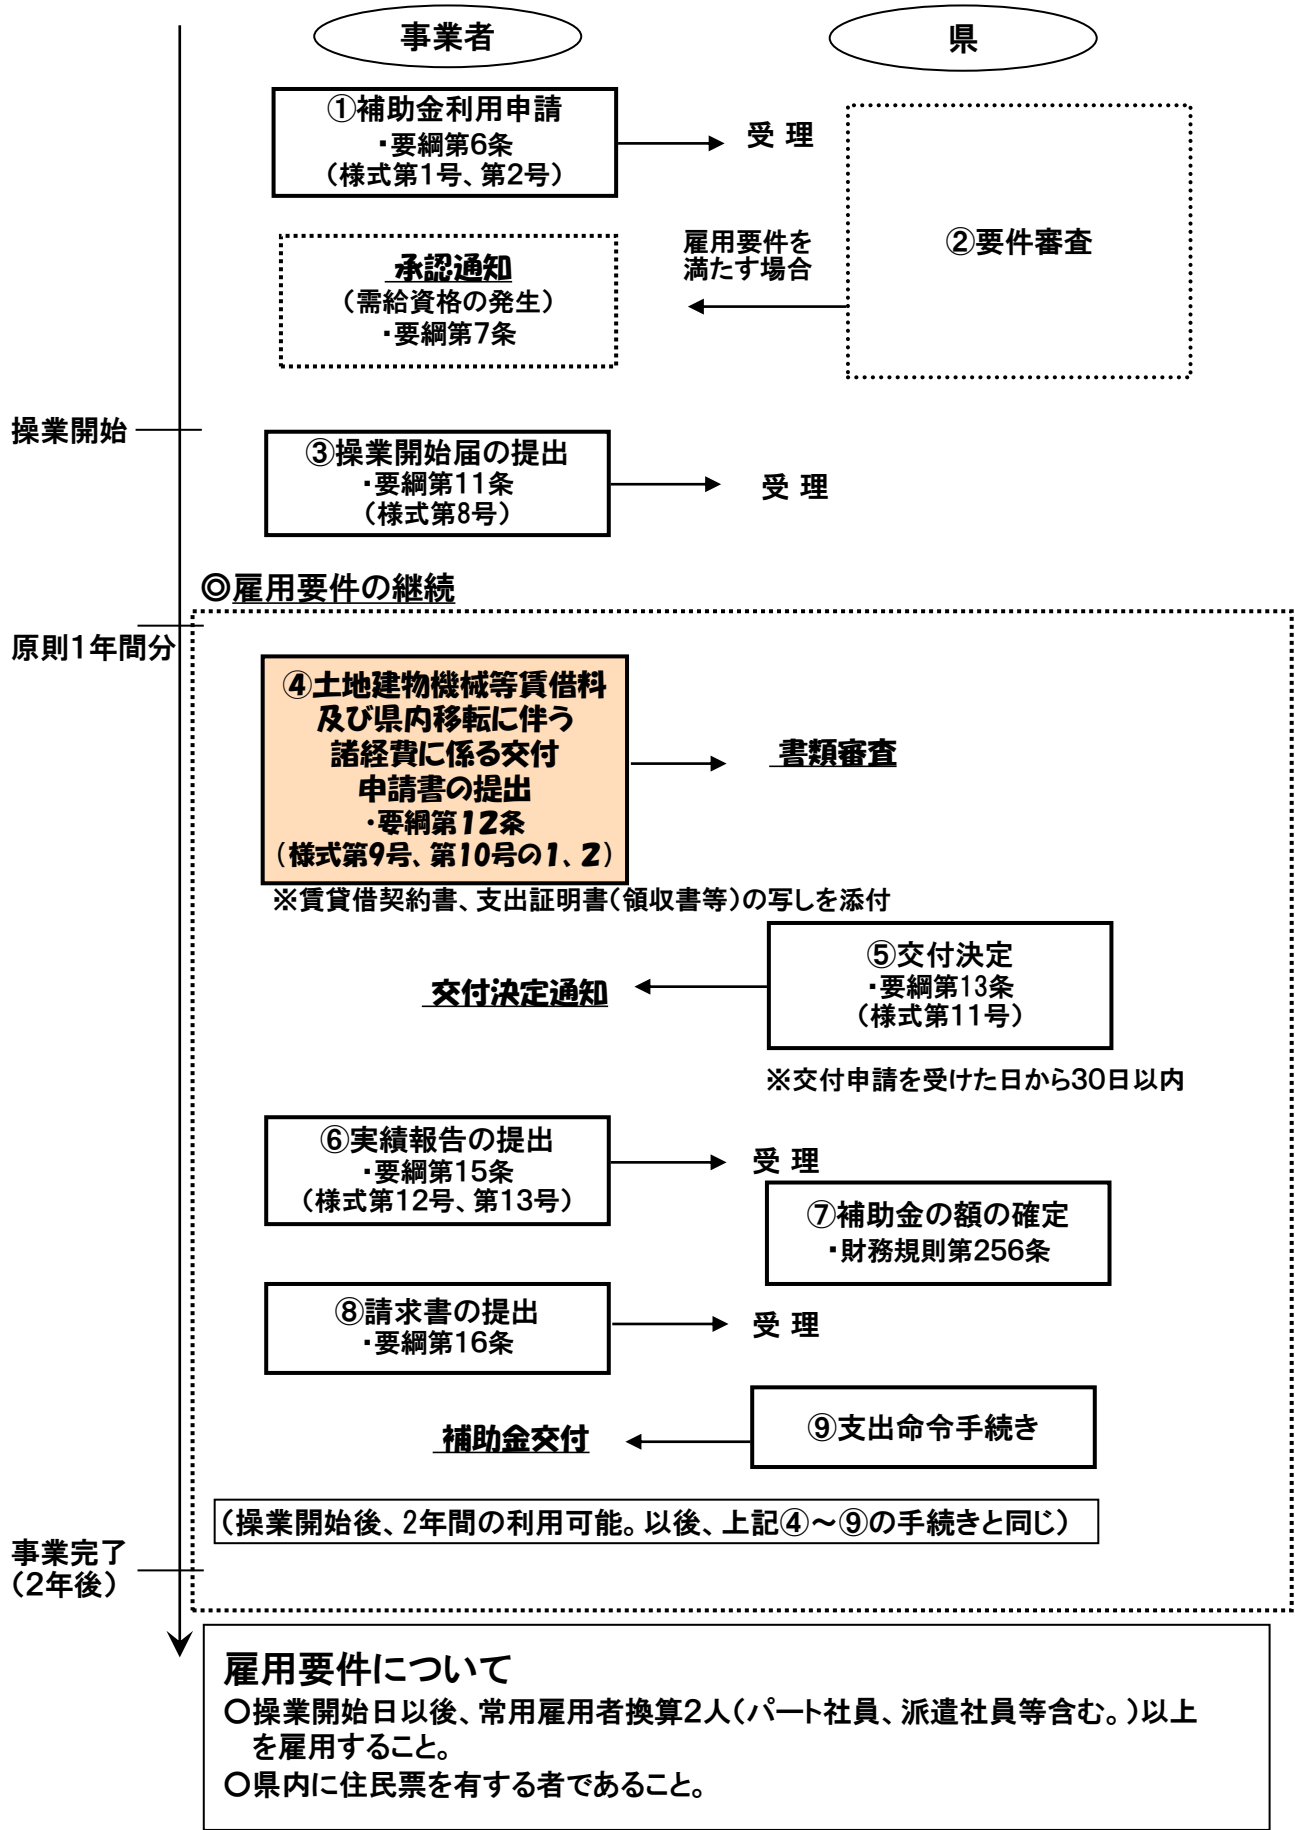 事業者
県
①補助金利用申請
・要綱第6条
（様式第1号、第2号）
受 理
②要件審査
雇用要件を
満たす場合
承認通知
（需給資格の発生）
・要綱第7条
操業開始
③操業開始届の提出
・要綱第11条
（様式第8号）
受 理
◎雇用要件の継続
原則1年間分
④土地建物機械等賃借料
及び県内移転に伴う
諸経費に係る交付
申請書の提出
・要綱第12条
（様式第9号、第10号の1、2）
書類審査
※賃貸借契約書、支出証明書（領収書等）の写しを添付
⑤交付決定
・要綱第13条
（様式第11号）
交付決定通知
※交付申請を受けた日から30日以内
⑥実績報告の提出
・要綱第15条
（様式第12号、第13号）
受 理
⑦補助金の額の確定
・財務規則第256条
⑧請求書の提出
・要綱第16条
受 理
⑨支出命令手続き
補助金交付
（操業開始後、2年間の利用可能。以後、上記④～⑨の手続きと同じ）
事業完了
（2年後）
雇用要件について
○操業開始日以後、常用雇用者換算2人（パート社員、派遣社員等含む。）以上
を雇用すること。
○県内に住民票を有する者であること。